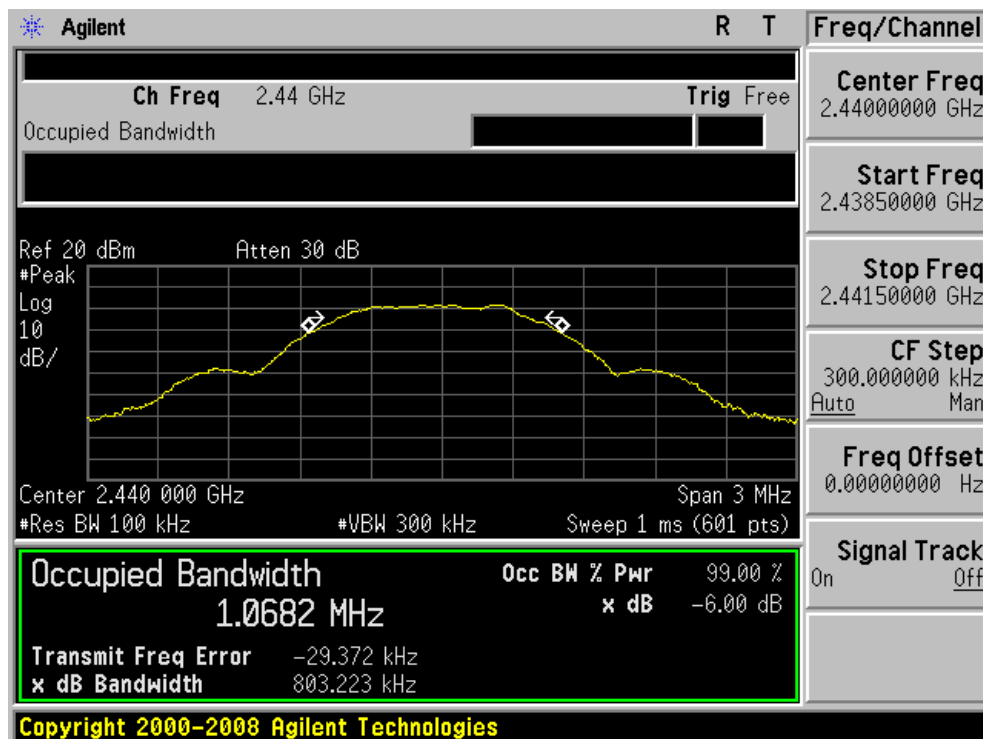 Agilent R T
Ch Freq 2.44 GHz Trig Free
Occupied Bandwidth
Ref 20 dBm Atten 30 dB
#Peak
Log
10
dB/
Center 2.440 000 GHz Span 3 MHz
#Res BW 100 kHz #VBW 300 kHz Sweep 1 ms (601 pts)
Occupied Bandwidth
1.0682 MHz
Occ BW % Pwr 99.00 %
x dB -6.00 dB
Transmit Freq Error -29.372 kHz
x dB Bandwidth 803.223 kHz
Copyright 2000-2008 Agilent Technologies
Freq/Channel
Center Freq
2.44000000 GHz
Start Freq
2.43850000 GHz
Stop Freq
2.44150000 GHz
CF Step
300.000000 kHz
Auto Man
Freq Offset
0.00000000 Hz
Signal Track
On Off